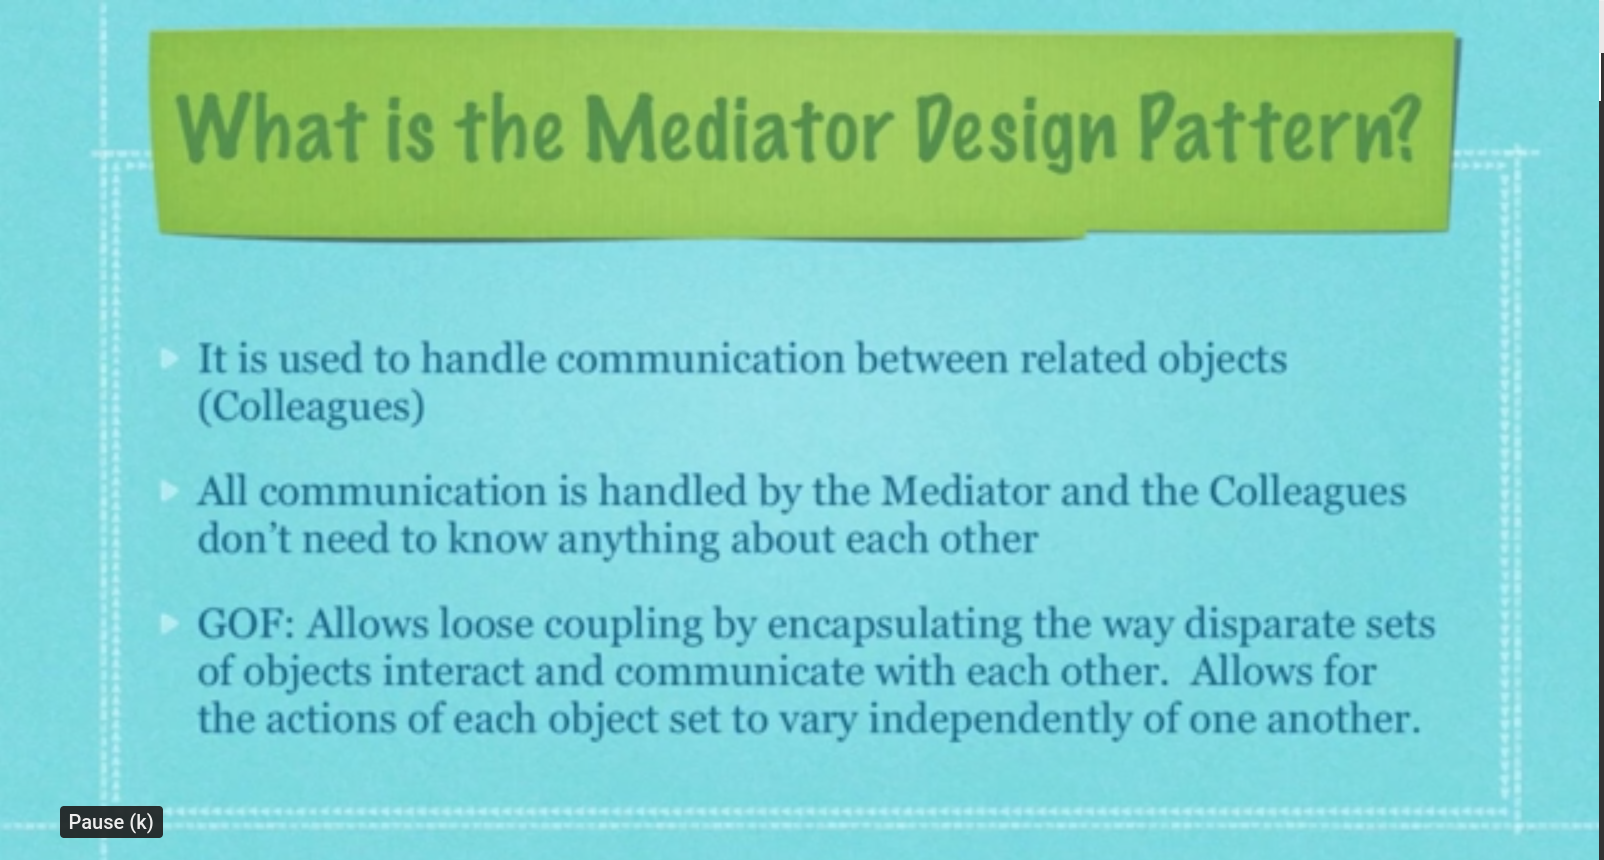 What is the Mediator Design Pattern?
It is used to handle communication between related objects
(Colleagues)
All communication is handled by the Mediator and the Colleagues
don’t need to know anything about each other
GOF: Allows loose coupling by encapsulating the way disparate sets
of objects interact and communicate with each other.  Allows for
the actions of each object set to vary independently of one another.
Pause (k)